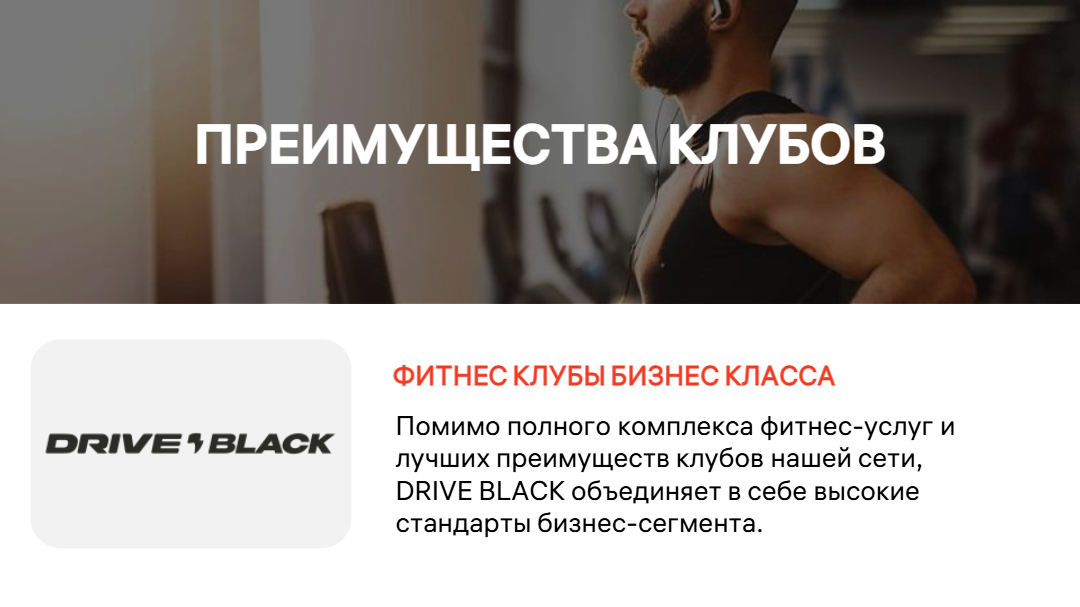 ПРЕИМУЩЕСТВА КЛУБОВ
DRIVE BLACK
ФИТНЕС КЛУБЫ БИЗНЕС КЛАССА
Помимо полного комплекса фитнес-услуг и
лучших преимуществ клубов нашей сети,
DRIVE BLACK объединяет в себе высокие
стандарты бизнес-сегмента.